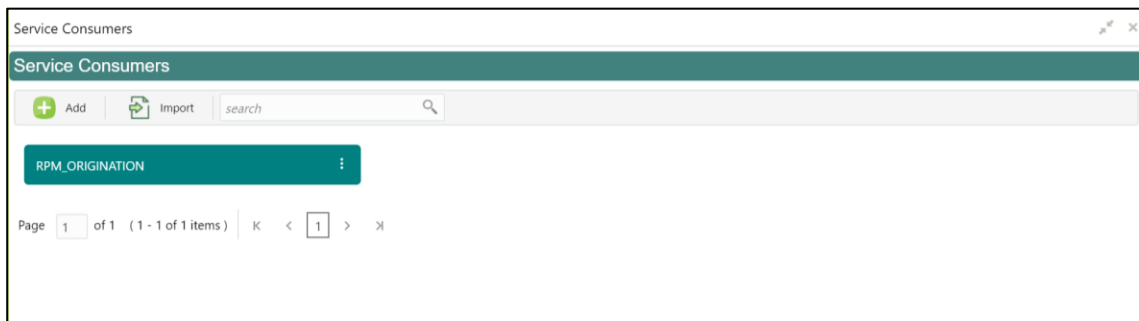 Service Consumers
Service Consumers
Add Import search
RPM_ORIGINATION
Page 1 of 1 ( 1 - 1 of 1 items ) 1